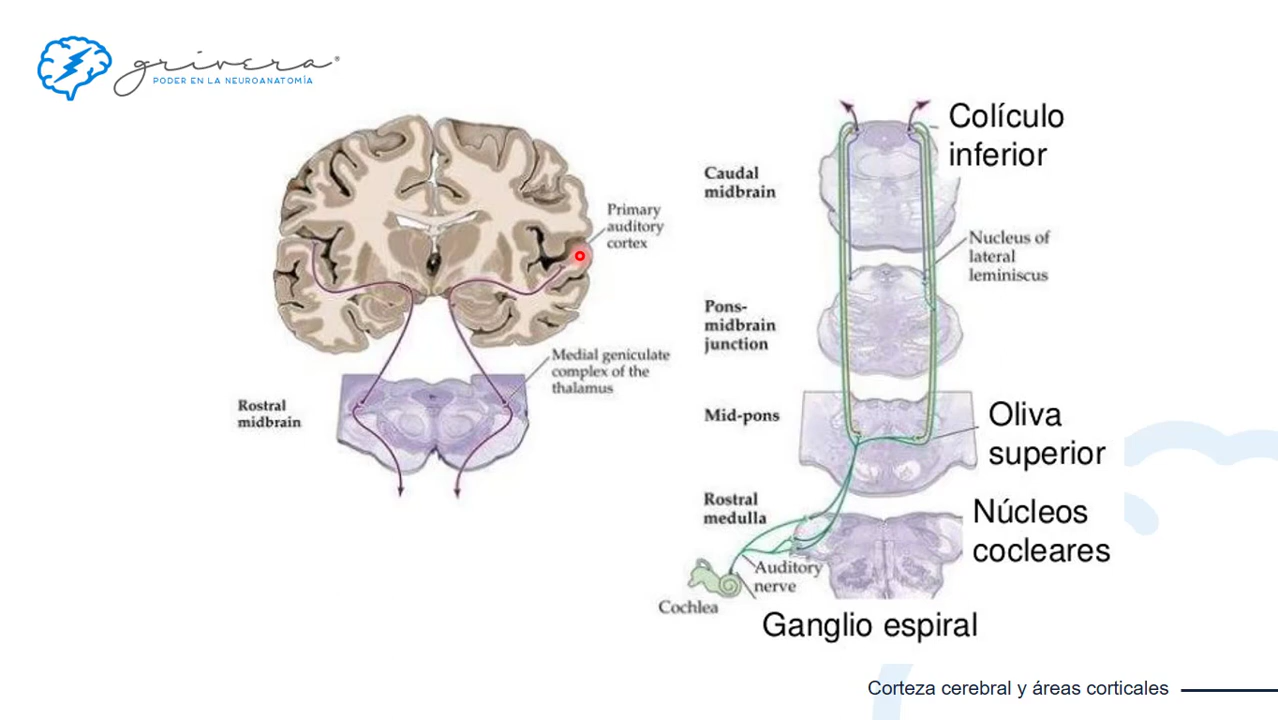 grivera®
PODER EN LA NEUROANATOMÍA
Primary
auditory
cortex
Medial geniculate
complex of the
thalamus
Rostral
midbrain
Colículo
inferior
Caudal
midbrain
Nucleus of
lateral
leminiscus
Pons-
midbrain
junction
Mid-pons
Oliva
superior
Rostral
medulla
Núcleos
cocleares
Auditory
nerve
Cochlea
Ganglio espiral
Corteza cerebral y áreas corticales